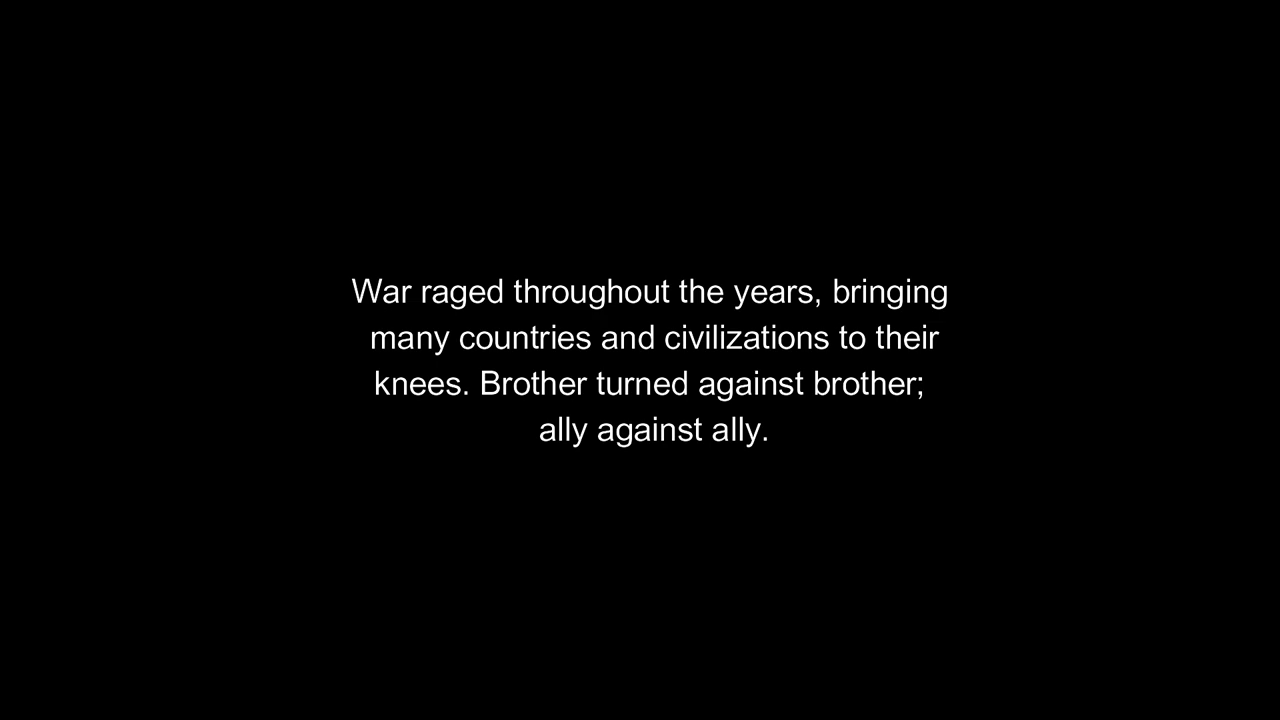 War raged throughout the years, bringing
many countries and civilizations to their
knees. Brother turned against brother;
ally against ally.